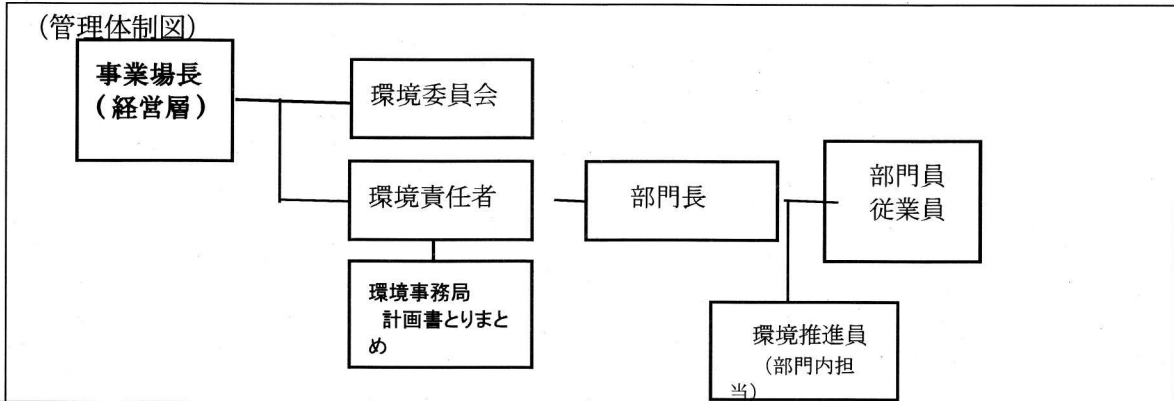 (管理体制図)
事業場長
(経営層)
環境委員会
環境責任者
部門長
部門員
従業員
環境事務局
計画書とりまと
め
環境推進員
(部門内担
当)